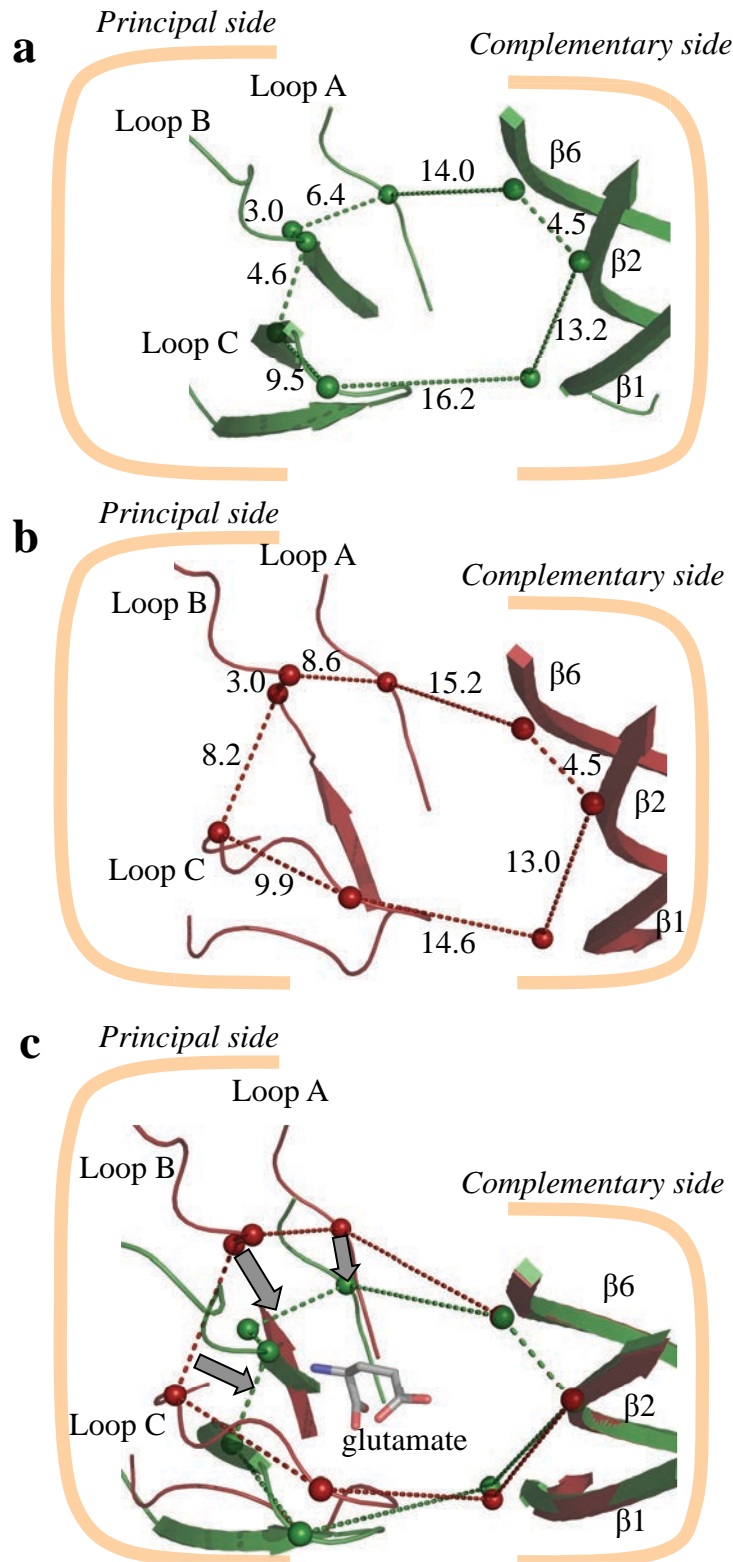 a
Principal side
Complementary side
Loop A
Loop B
β6
14.0
6.4
3.0
4.5
β2
4.6
13.2
Loop C
9.5
16.2
β1
b
Principal side
Loop A
Complementary side
Loop B
8.6
β6
3.0
15.2
8.2
4.5
β2
Loop C
9.9
13.0
14.6
β1
c
Principal side
Loop A
Loop B
Complementary side
β6
Loop C
β2
glutamate
β1